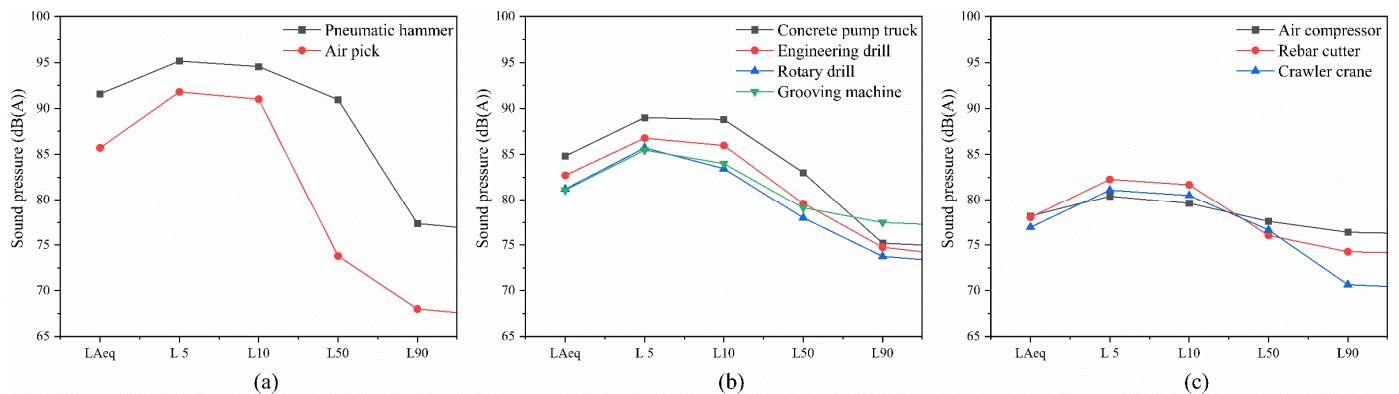 100
95
90
85
80
75
70
65
Sound pressure (dB(A))
Pneumatic hammer
Air pick
LAeq L 5 L10 L50 L90
(a)
100
95
90
85
80
75
70
65
Sound pressure (dB(A))
Concrete pump truck
Engineering drill
Rotary drill
Grooving machine
LAeq L 5 L10 L50 L90
(b)
100
95
90
85
80
75
70
65
Sound pressure (dB(A))
Air compressor
Rebar cutter
Crawler crane
LAeq L 5 L10 L50 L90
(c)